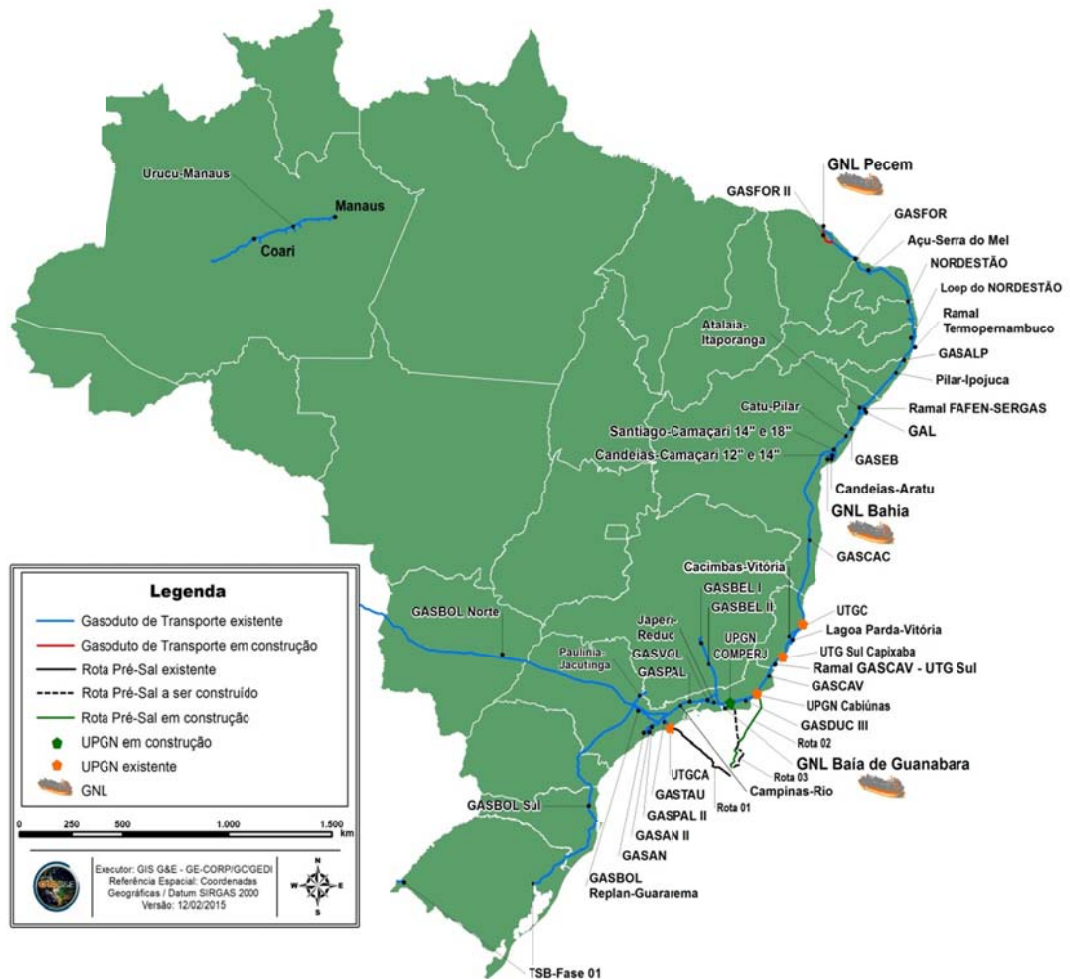 GNL Pecem
GASFOR II
Urucu-Manaus
GASFOR
Manaus
Açu-Serra do Mel
Coari
NORDESTÃO
Loop do NORDESTÃO
Ramal
Termopernambuco
Atalaia-
Itaporanga
GASALP
Pilar-Ipojuca
Catu-Pilar
Ramal FAFEN-SERGAS
GAL
Santiago-Camaçari 14" e 18"
Candeias-Camaçari 12" e 14"
GASEB
Candeias-Aratu
GNL Bahia
GASCAC
Cacimbas-Vitória
GASBEL I
GASBEL II
GASBOL Norte
Japeri-
Reduc
UPGN
COMPERJ
UTGC
Lagoa Parda-Vitória
Paulínia-
Jacutinga
GASVOL
GASPAL
UTG Sul Capixaba
Ramal GASCAV - UTG Sul
GASCAV
UPGN Cabiúnas
GASDUC III
Rota 02
GNL Baía de Guanabara
Rota 03
UTGCA
Campinas-Rio
GASTAU
Rota 01
GASBOL Sul
GASPAL II
GASAN II
GASAN
GASBOL
Replan-Guararema
TSB-Fase 01
Legenda
Gasoduto de Transporte existente
Gasoduto de Transporte em construção
Rota Pré-Sal existente
Rota Pré-Sal a ser construído
Rota Pré-Sal em construção
UPGN em construção
UPGN existente
GNL
0 250 500 1.000 1.500
km
Executor: GIS G&E - GE-CORP/GC/GEDI
Referência Espacial: Coordenadas
Geográficas / Datum SIRGAS 2000
Versão: 12/02/2015
N
W E
S